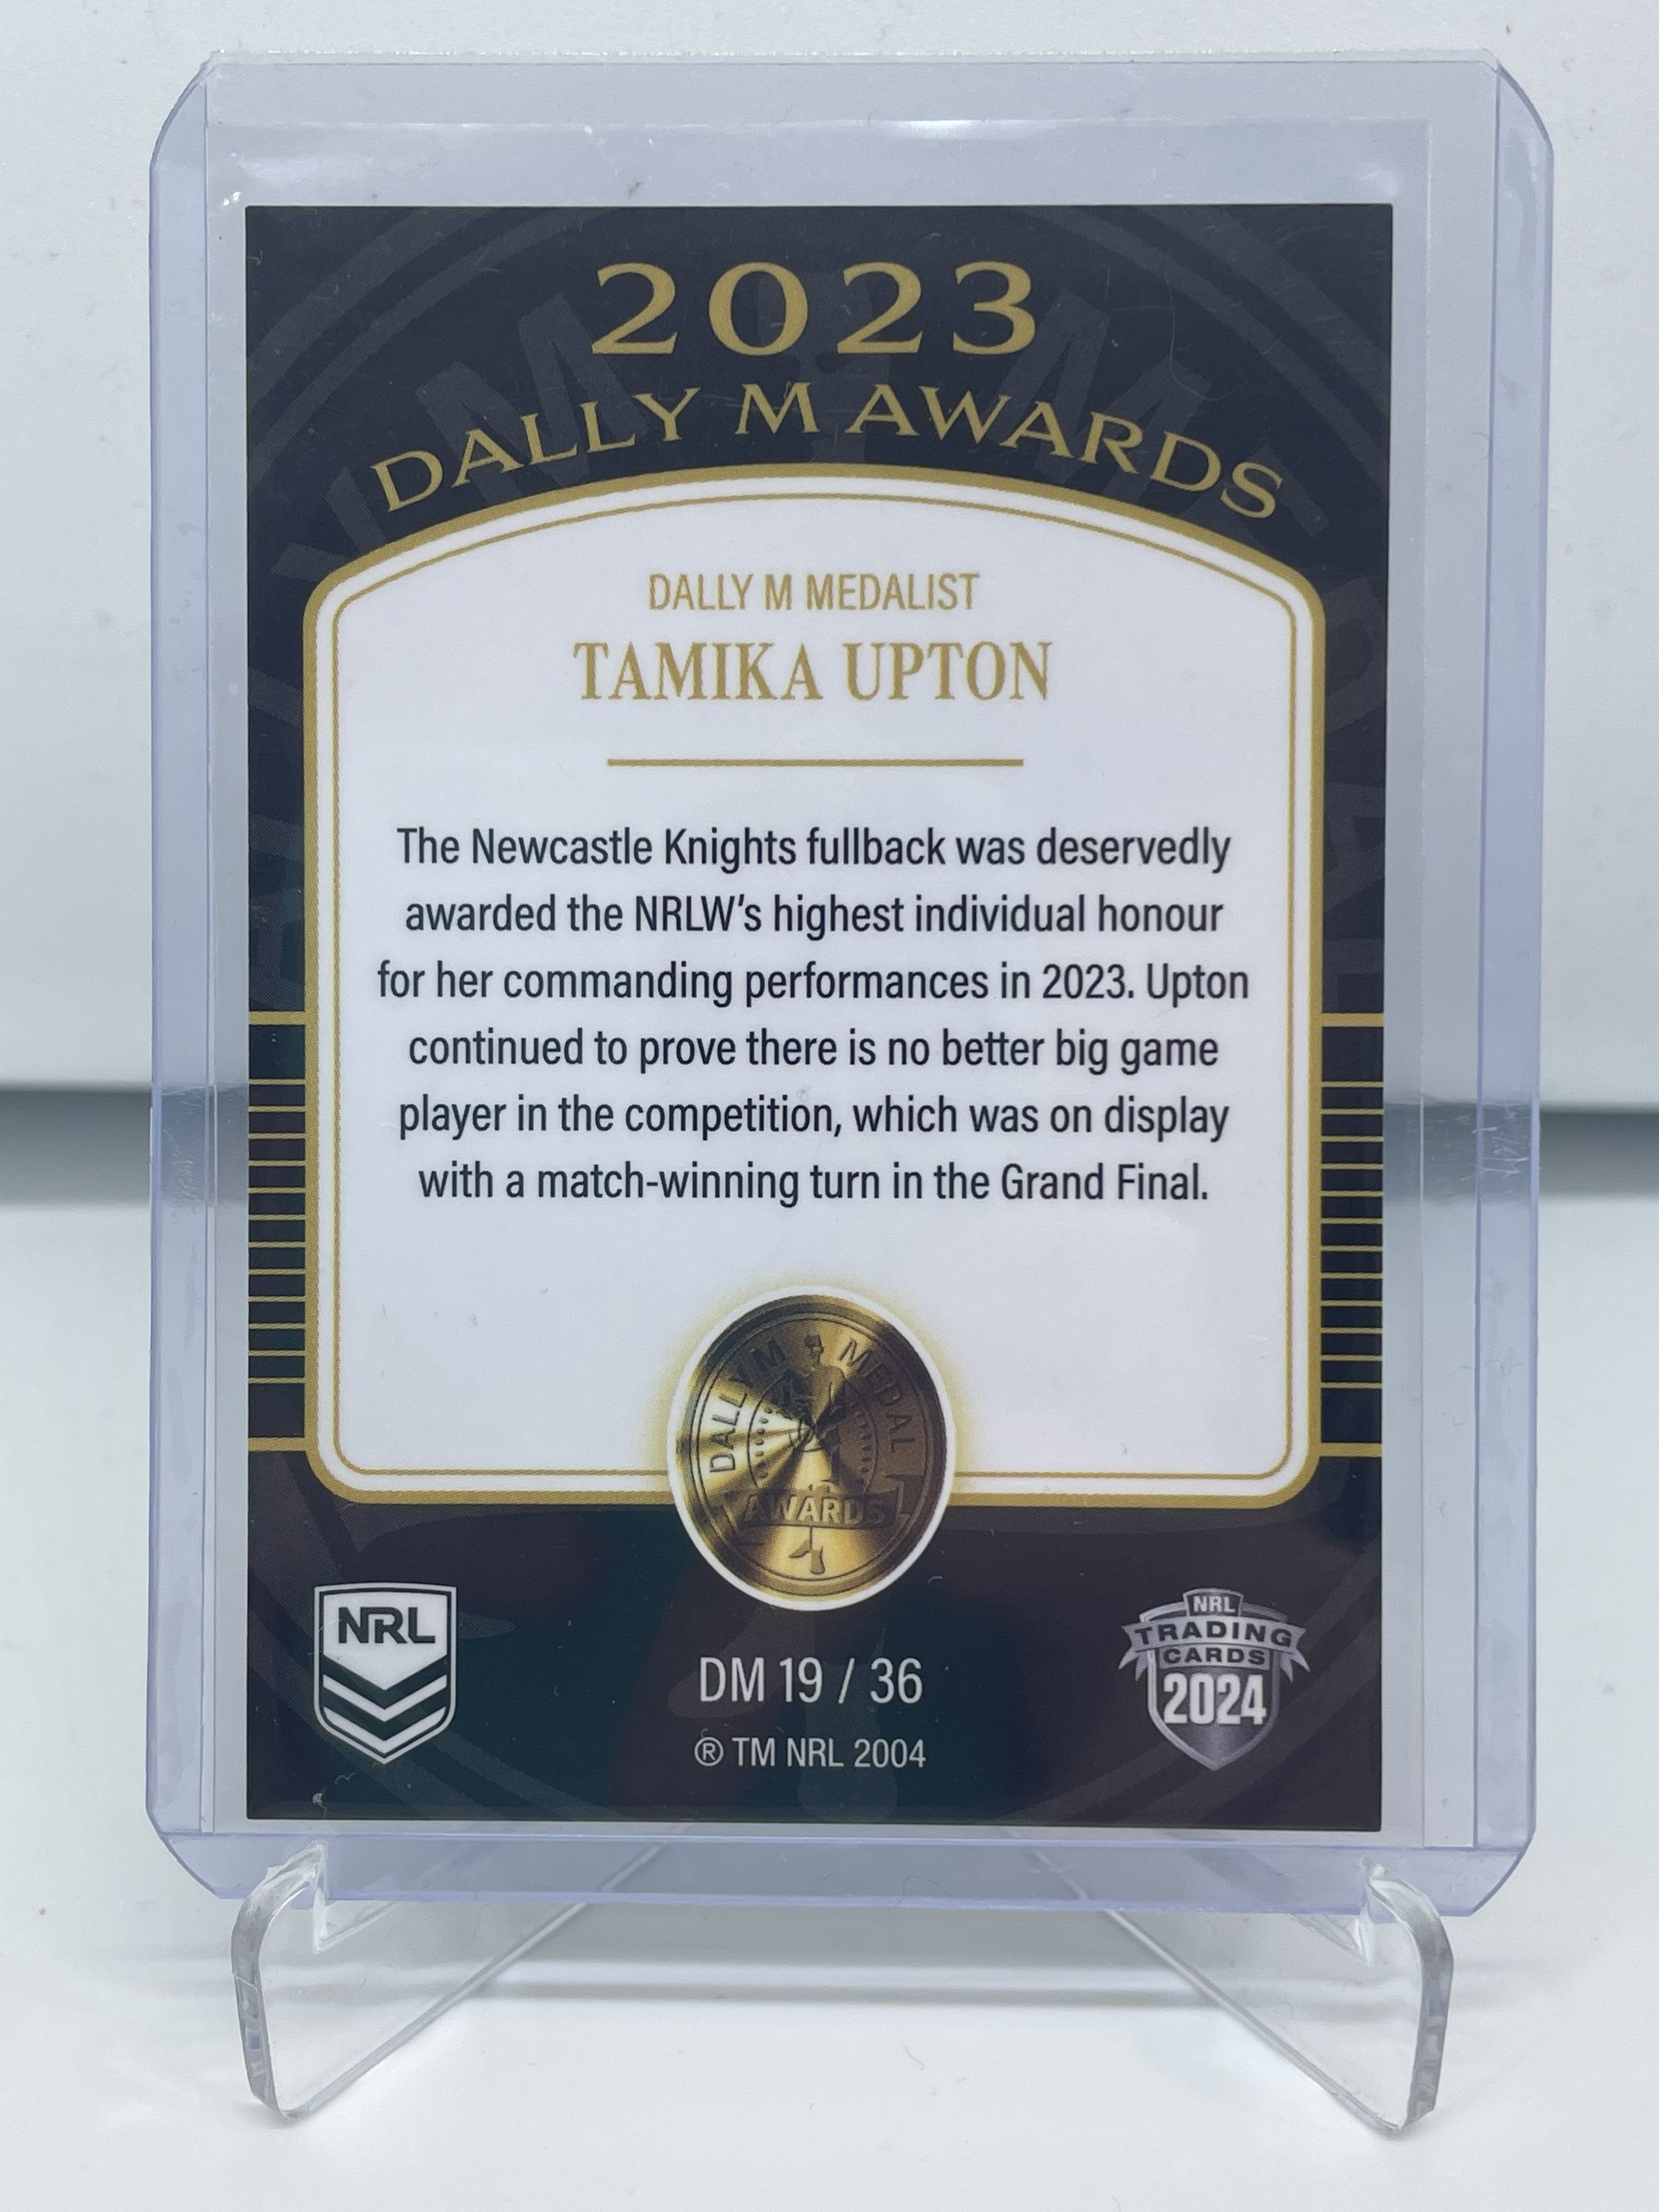 2023
DALLY M AWARDS
DALLY M MEDALIST
TAMIKA UPTON
The Newcastle Knights fullback was deservedly
awarded the NRLW's highest individual honour
for her commanding performances in 2023. Upton
continued to prove there is no better big game
player in the competition, which was on display
with a match-winning turn in the Grand Final.
DALLY M MEDAL
AWARDS
NRL
DM 19 / 36
® TM NRL 2004
NRL
TRADING
CARDS
2024